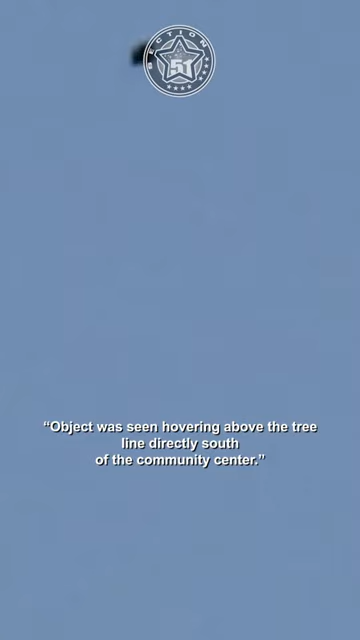 SECTION
51
“Object was seen hovering above the tree
line directly south
of the community center.”